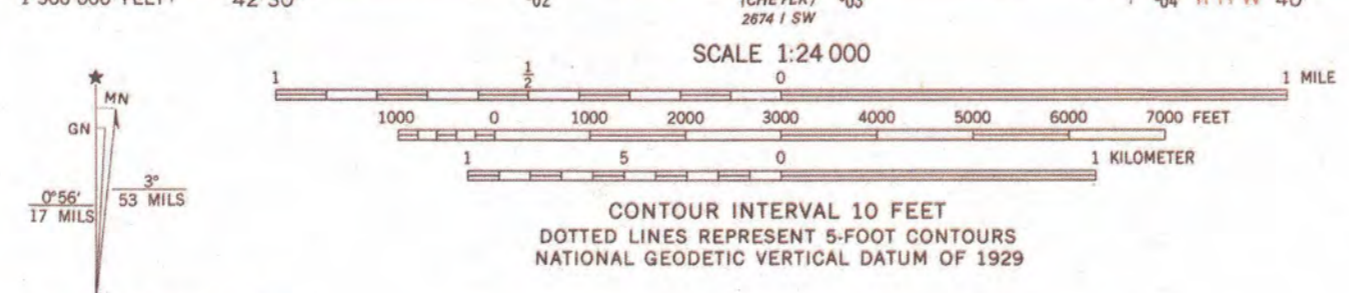 42 30
2674 I SW
SCALE 1:24 000
1 1/2 0 1 MILE
1000 0 1000 2000 3000 4000 5000 6000 7000 FEET
1 5 0 1 KILOMETER
★
MN
GN
0°56'
17 MILS
3°
53 MILS
CONTOUR INTERVAL 10 FEET
DOTTED LINES REPRESENT 5-FOOT CONTOURS
NATIONAL GEODETIC VERTICAL DATUM OF 1929